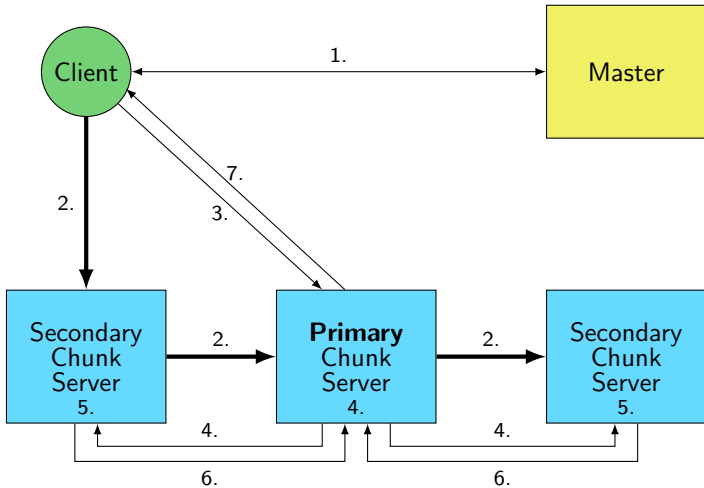 1.
Client
Master
7.
3.
2.
Secondary
Chunk
Server
5.
2.
Primary
Chunk
Server
4.
2.
Secondary
Chunk
Server
5.
4.
4.
6.
6.